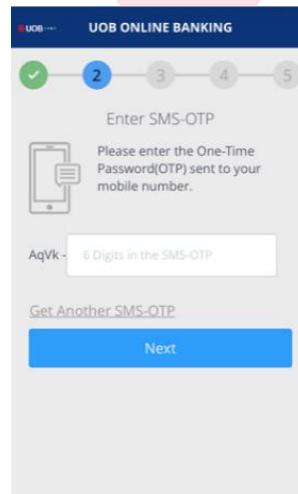 UOB
UOB ONLINE BANKING
2
3
4
5
Enter SMS-OTP
Please enter the One-Time
Password(OTP) sent to your
mobile number.
AqVk - 6 Digits in the SMS-OTP
Get Another SMS-OTP
Next